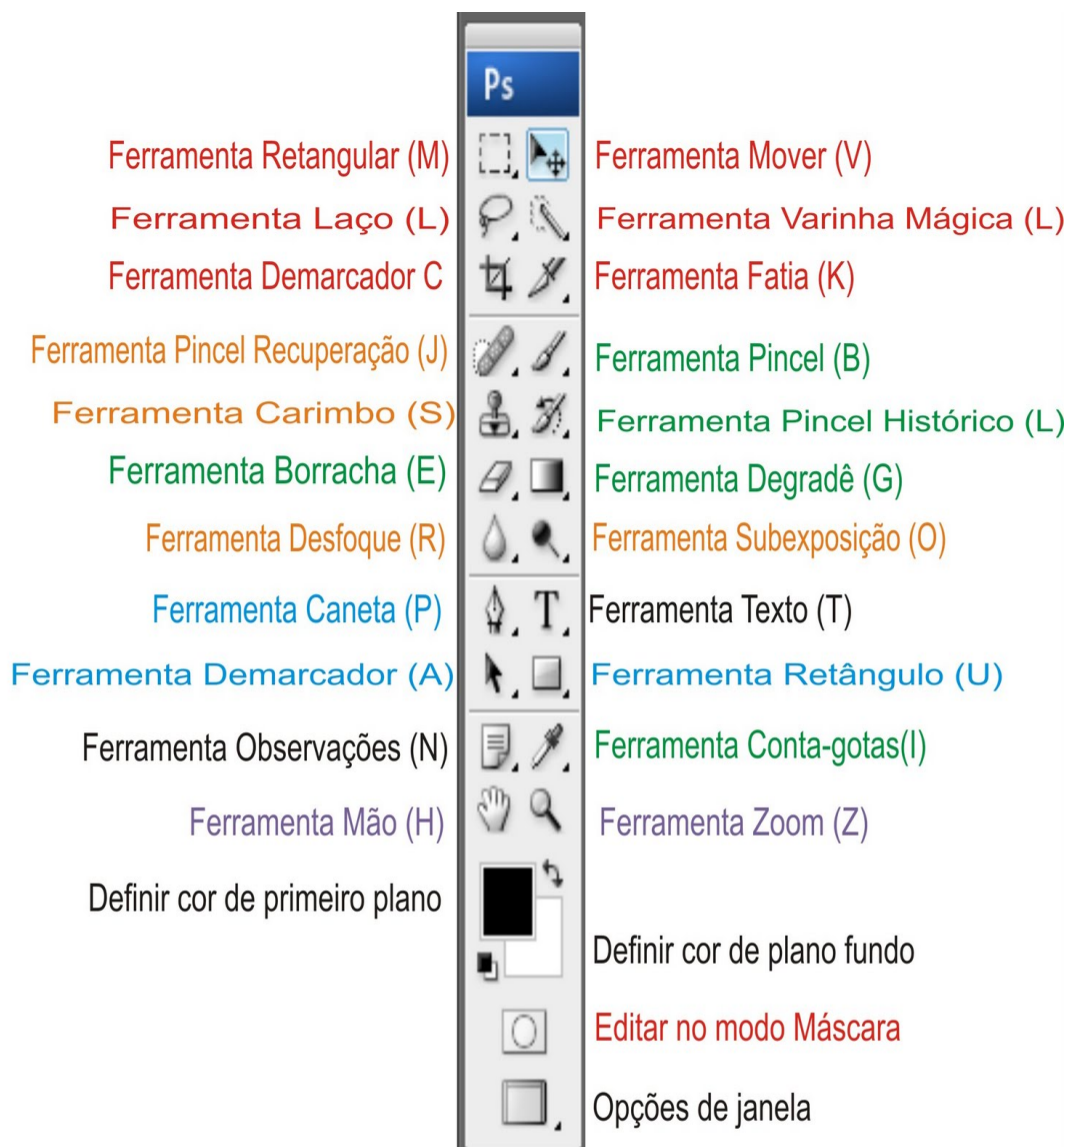 Ps
Ferramenta Retangular (M)
Ferramenta Mover (V)
Ferramenta Laço (L)
Ferramenta Varinha Mágica (L)
Ferramenta Demarcador C
Ferramenta Fatia (K)
Ferramenta Pincel Recuperação (J)
Ferramenta Pincel (B)
Ferramenta Carimbo (S)
Ferramenta Pincel Histórico (L)
Ferramenta Borracha (E)
Ferramenta Degradê (G)
Ferramenta Desfoque (R)
Ferramenta Subexposição (O)
Ferramenta Caneta (P)
T
Ferramenta Texto (T)
Ferramenta Demarcador (A)
Ferramenta Retângulo (U)
Ferramenta Observações (N)
Ferramenta Conta-gotas(I)
Ferramenta Mão (H)
Ferramenta Zoom (Z)
Definir cor de primeiro plano
Definir cor de plano fundo
Editar no modo Máscara
Opções de janela